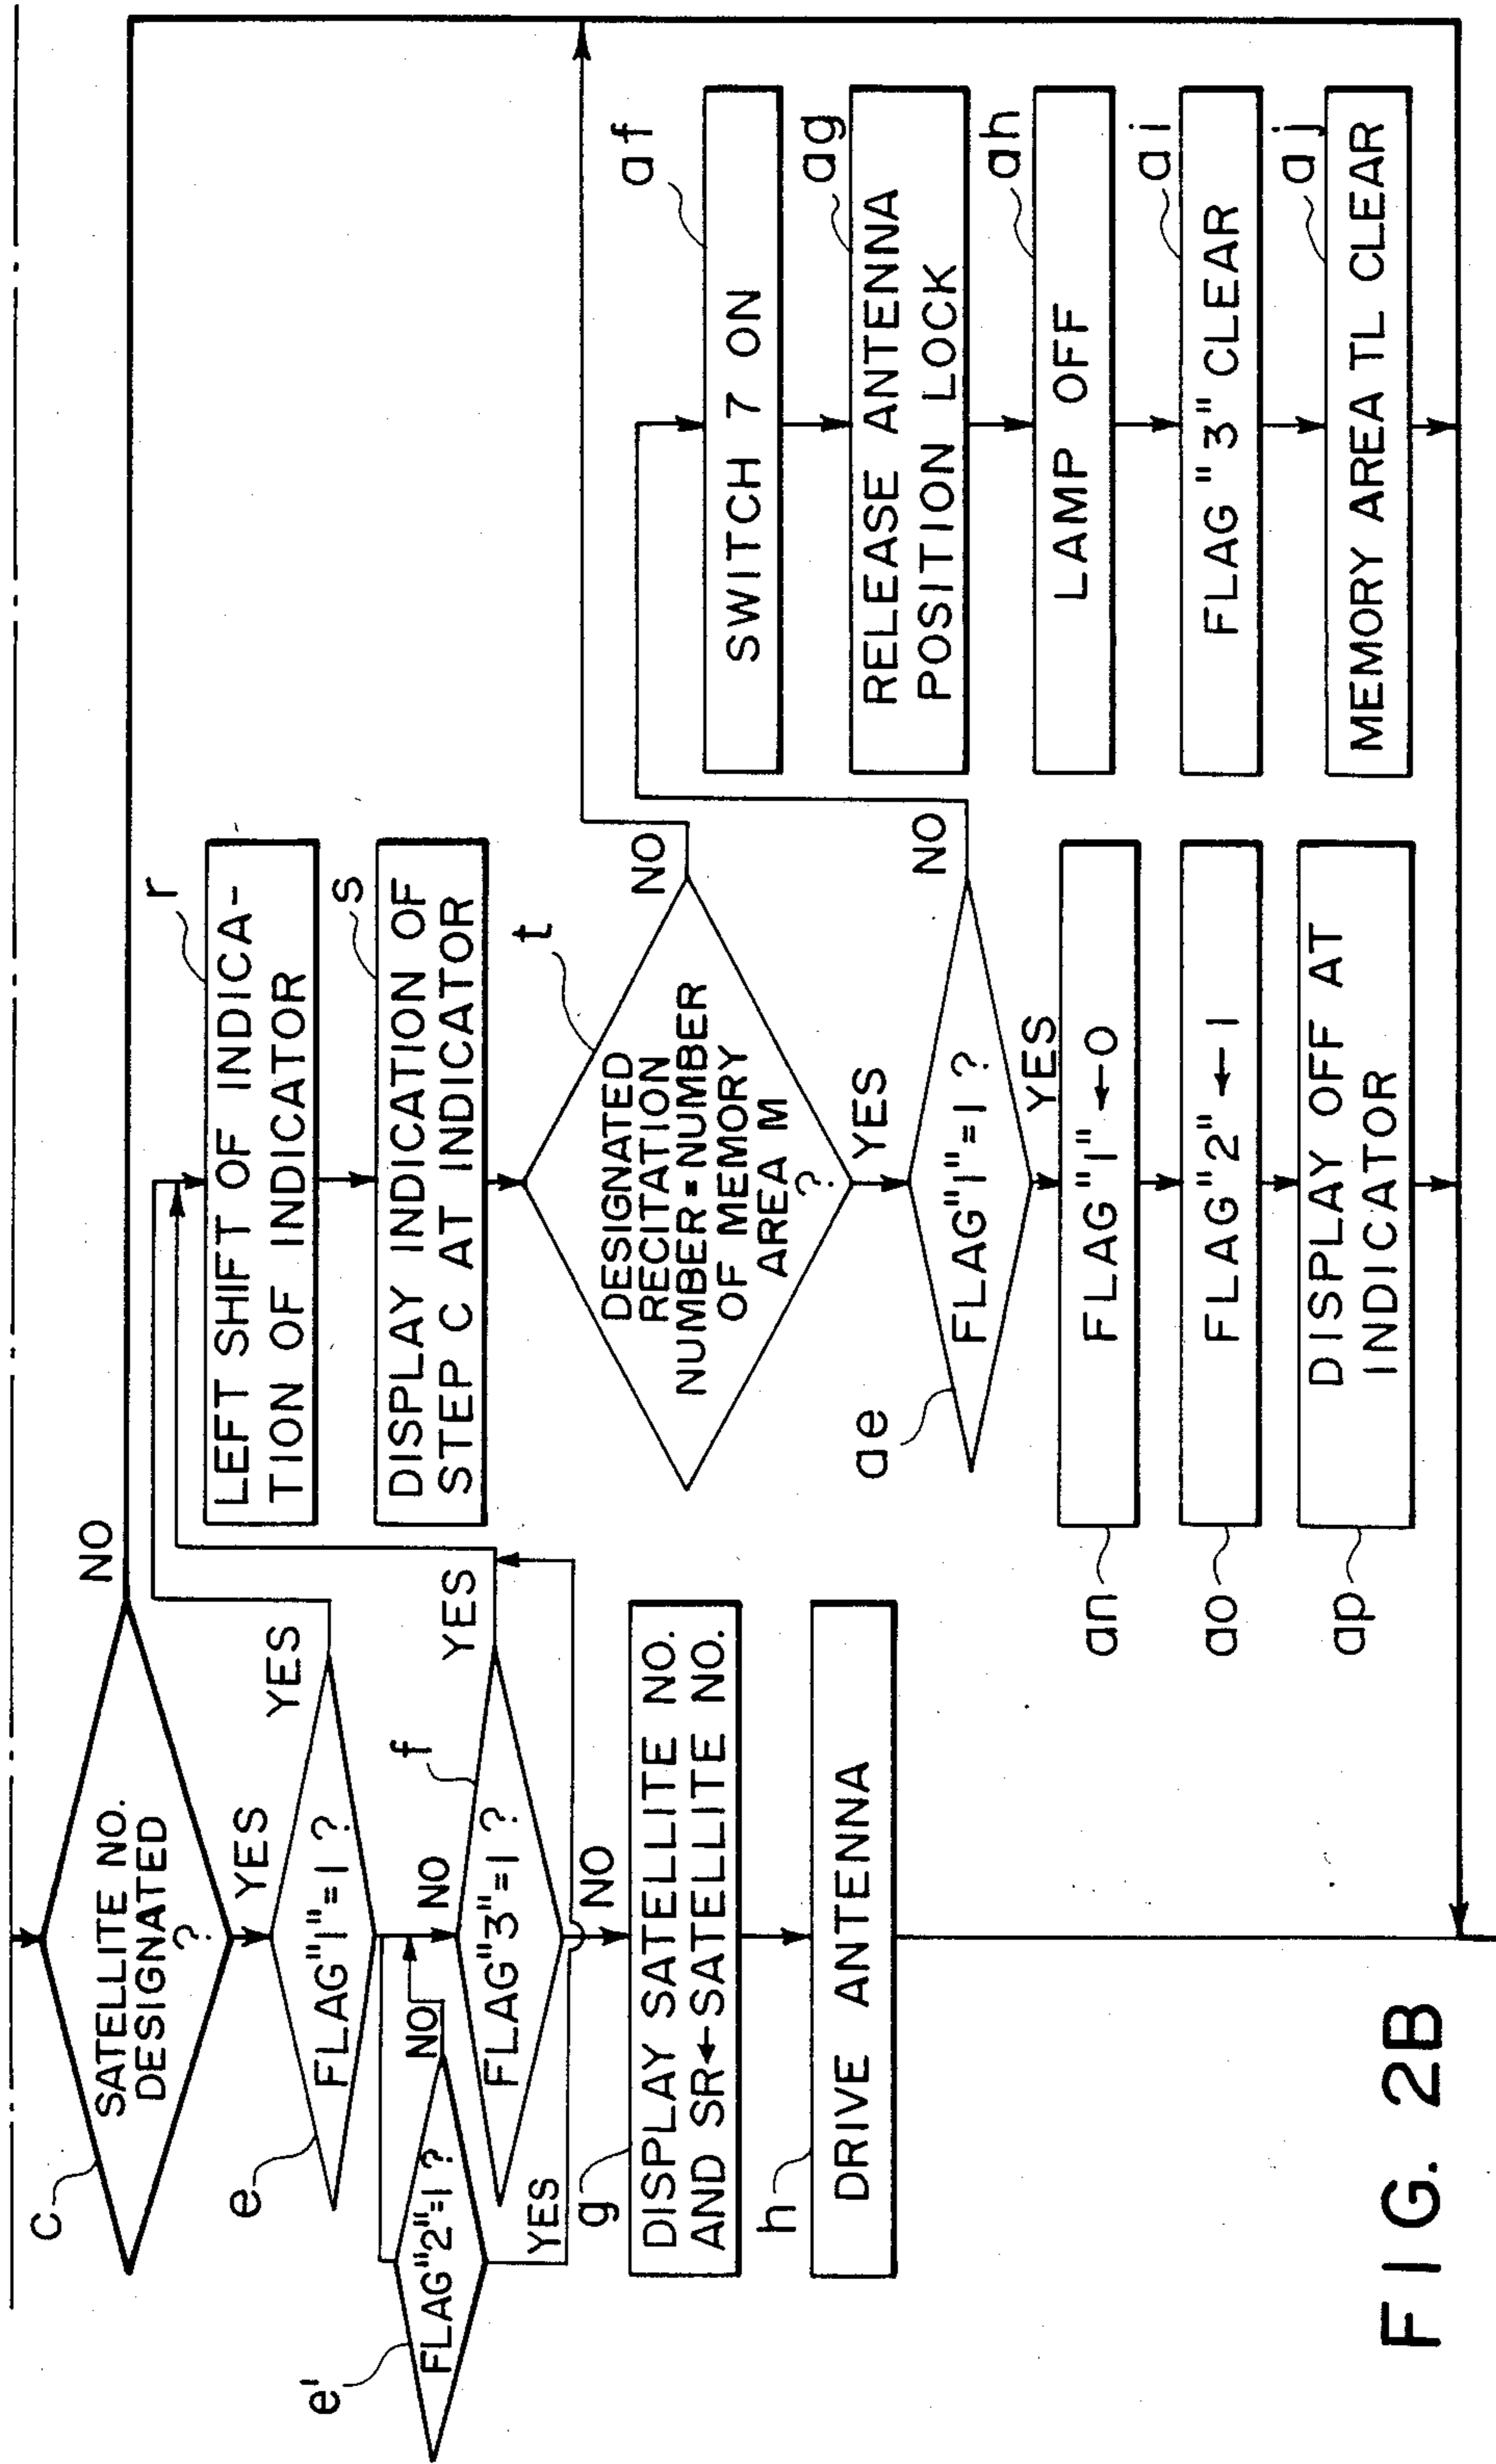 c
SATELLITE NO.
DESIGNATED
?
NO
YES
e
FLAG"1"=1 ?
YES
NO
e'
FLAG"2"=1 ?
NO
YES
f
FLAG"3"=1 ?
YES
NO
g
DISPLAY SATELLITE NO.
AND SR←SATELLITE NO.
h
DRIVE ANTENNA
r
LEFT SHIFT OF INDICA-
TION OF INDICATOR
s
DISPLAY INDICATION OF
STEP C AT INDICATOR
t
DESIGNATED
RECITATION
NUMBER=NUMBER
OF MEMORY
AREA M
?
NO
YES
ae
FLAG"1"=1 ?
NO
YES
an
FLAG"1"←0
ao
FLAG"2"←1
ap
DISPLAY OFF AT
INDICATOR
af
SWITCH 7 ON
ag
RELEASE ANTENNA
POSITION LOCK
ah
LAMP OFF
ai
FLAG"3"CLEAR
aj
MEMORY AREA TL CLEAR
FIG. 2B